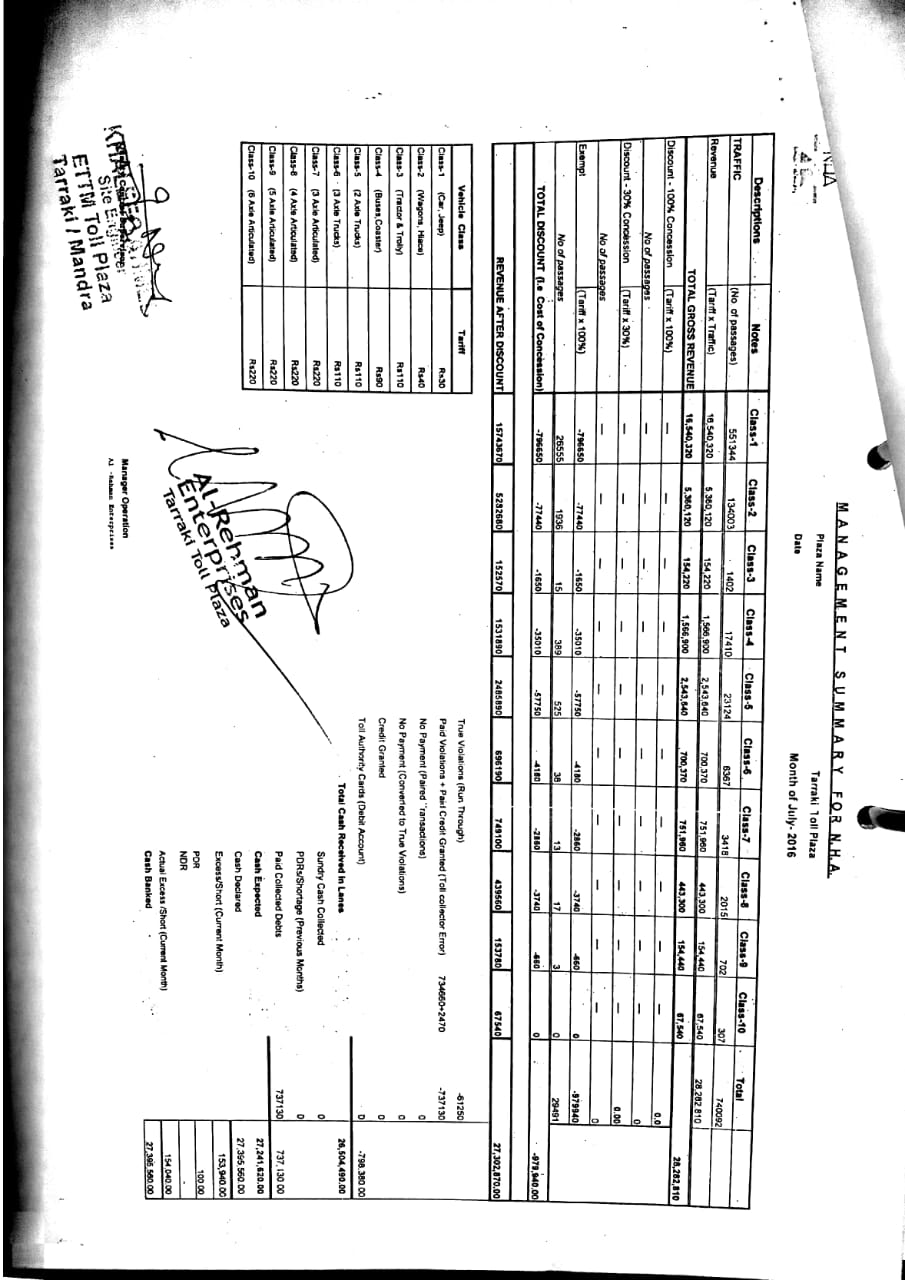 NHA
MANAGEMENT SUMMARY FOR N.H.A.
Plaza Name Tarraki Toll Plaza
Date Month of July- 2016
Descriptions Notes Class-1 Class-2 Class-3 Class-4 Class-5 Class-6 Class-7 Class-8 Class-9 Class-10 Total
TRAFFIC (No. of passages) 551344 134003 1402 17410 23124 6367 3418 2015 702 307 740092
Revenue (Tariff x Traffic) 16,540,320 5,360,120 154,220 1,566,900 2,543,640 700,370 751,960 443,300 154,440 67,540 28,282,810
TOTAL GROSS REVENUE 16,540,320 5,360,120 154,220 1,566,900 2,543,640 700,370 751,960 443,300 154,440 67,540 28,282,810
Discount - 100% Concession (Tariff x 100%) — — — — — — — — — — 0.0
No of passages — — — — — — — — — — 0
Discount - 30% Concession (Tariff x 30%) — — — — — — — — — — 0.00
No of passages — — — — — — — — — — 0
Exempt (Tariff x 100%) -796650 -77440 -1650 -35010 -57750 -4180 -2860 -3740 -660 0 -979940
No of passages 26555 1936 15 389 525 38 13 17 3 0 29491
TOTAL DISCOUNT (i.e Cost of Concession) -796650 -77440 -1650 -35010 -57750 -4180 -2860 -3740 -660 0 -979,940.00
REVENUE AFTER DISCOUNT 15743670 5282680 152570 1531890 2485890 696190 749100 439560 153780 67540 27,302,870.00
Vehicle Class Tariff
Class-1 (Car, Jeep) Rs30
Class-2 (Wagons, Hiace) Rs40
Class-3 (Tractor & Trolly) Rs110
Class-4 (Buses,Coaster) Rs90
Class-5 (2 Axle Trucks) Rs110
Class-6 (3 Axle Trucks) Rs110
Class-7 (3 Axle Articulated) Rs220
Class-8 (4 Axle Articulated) Rs220
Class-9 (5 Axle Articulated) Rs220
Class-10 (6 Axle Articulated) Rs220
True Violations (Run Through) -61250
Paid Violations + Paid Credit Granted (Toll collector Error) 734660+2470 -737130
No Payment (Paired Transactions) 0
No Payment (Converted to True Violations) 0
Credit Granted 0
Toll Authority Cards (Debit Account) 0 -798,380.00
Total Cash Received In Lanes 26,504,490.00
Sundry Cash Collected 0
PDRs/Shortage (Previous Months) 0
Paid Collected Debts 737130 737,130.00
Cash Expected 27,241,620.00
Cash Declared 27,395,560.00
Excess/Short (Current Month) 153,940.00
PDR 100.00
NDR -
Actual Excess /Short (Current Month) 154,040.00
Cash Banked 27,395,560.00
Al-Rehman
Enterprises
Tarraki Toll Plaza
Manager Operation
Al -Rehman Enterprises
Site Engineer
ETTM Toll Plaza
Tarraki / Mandra